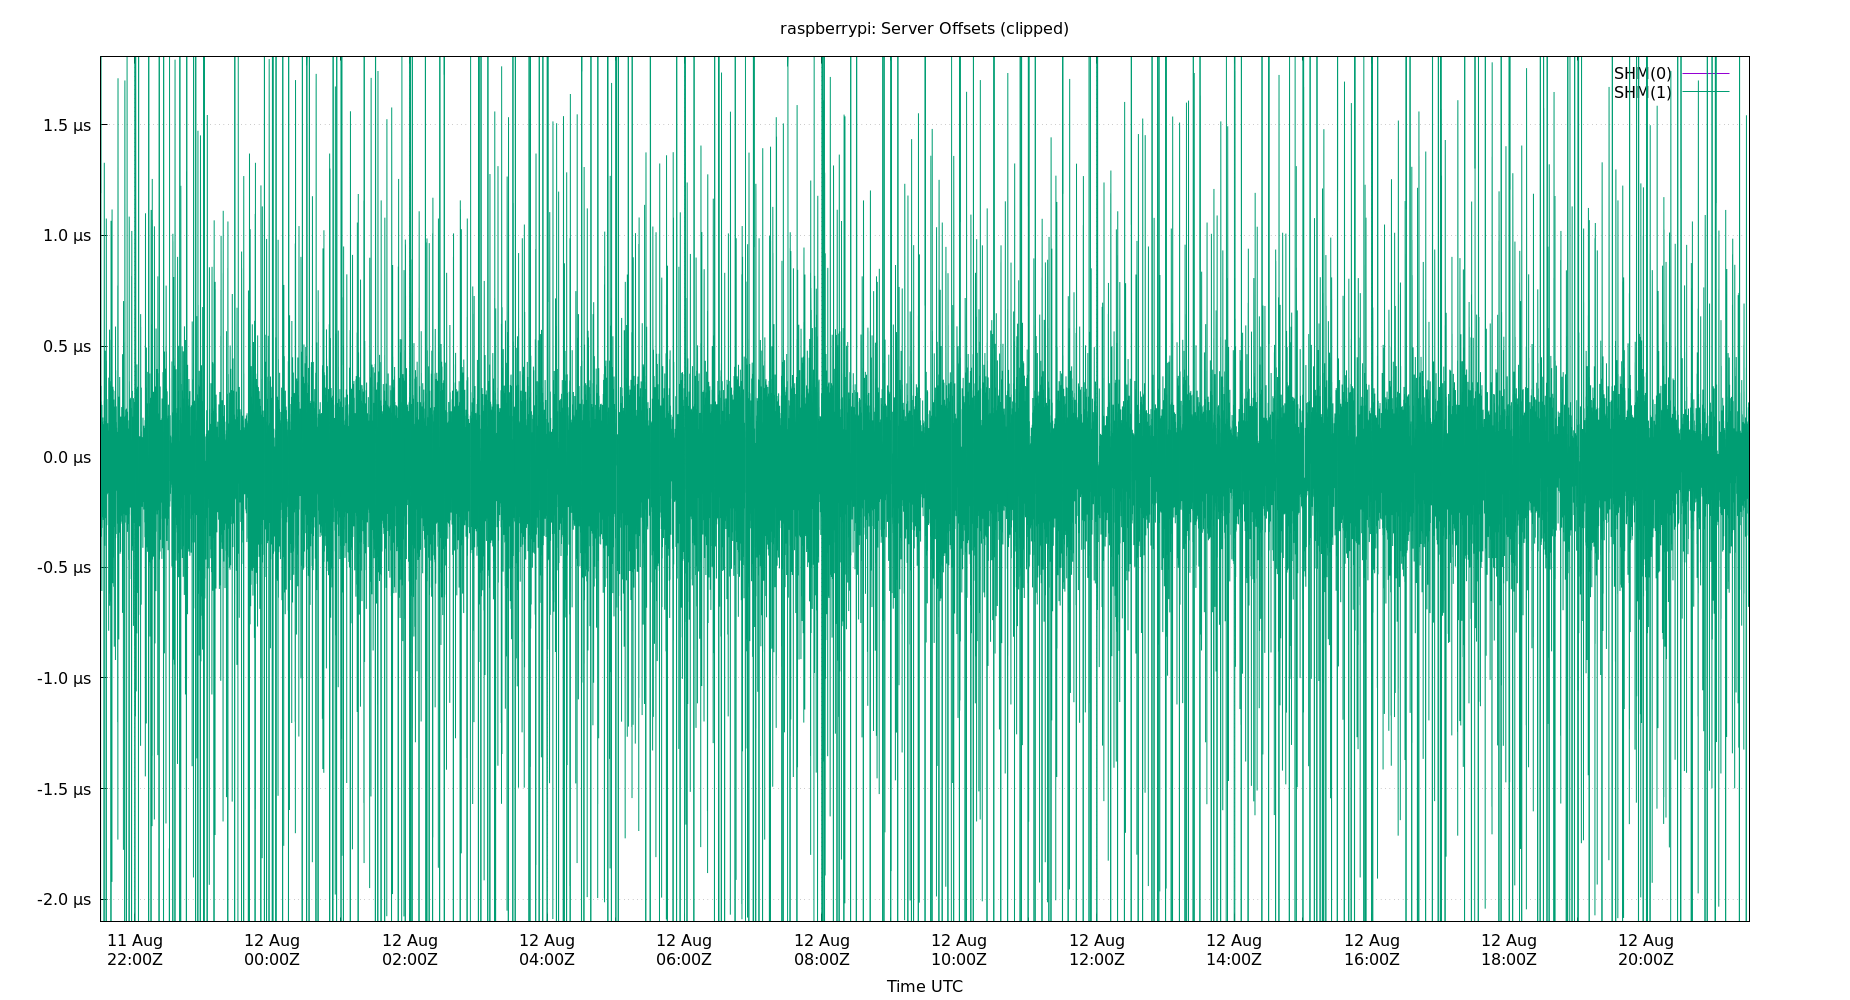 raspberrypi: Server Offsets (clipped)
SHM(0)
SHM(1)
1.5 µs
1.0 µs
0.5 µs
0.0 µs
-0.5 µs
-1.0 µs
-1.5 µs
-2.0 µs
11 Aug 12 Aug 12 Aug 12 Aug 12 Aug 12 Aug 12 Aug 12 Aug 12 Aug 12 Aug 12 Aug 12 Aug
22:00Z 00:00Z 02:00Z 04:00Z 06:00Z 08:00Z 10:00Z 12:00Z 14:00Z 16:00Z 18:00Z 20:00Z
Time UTC